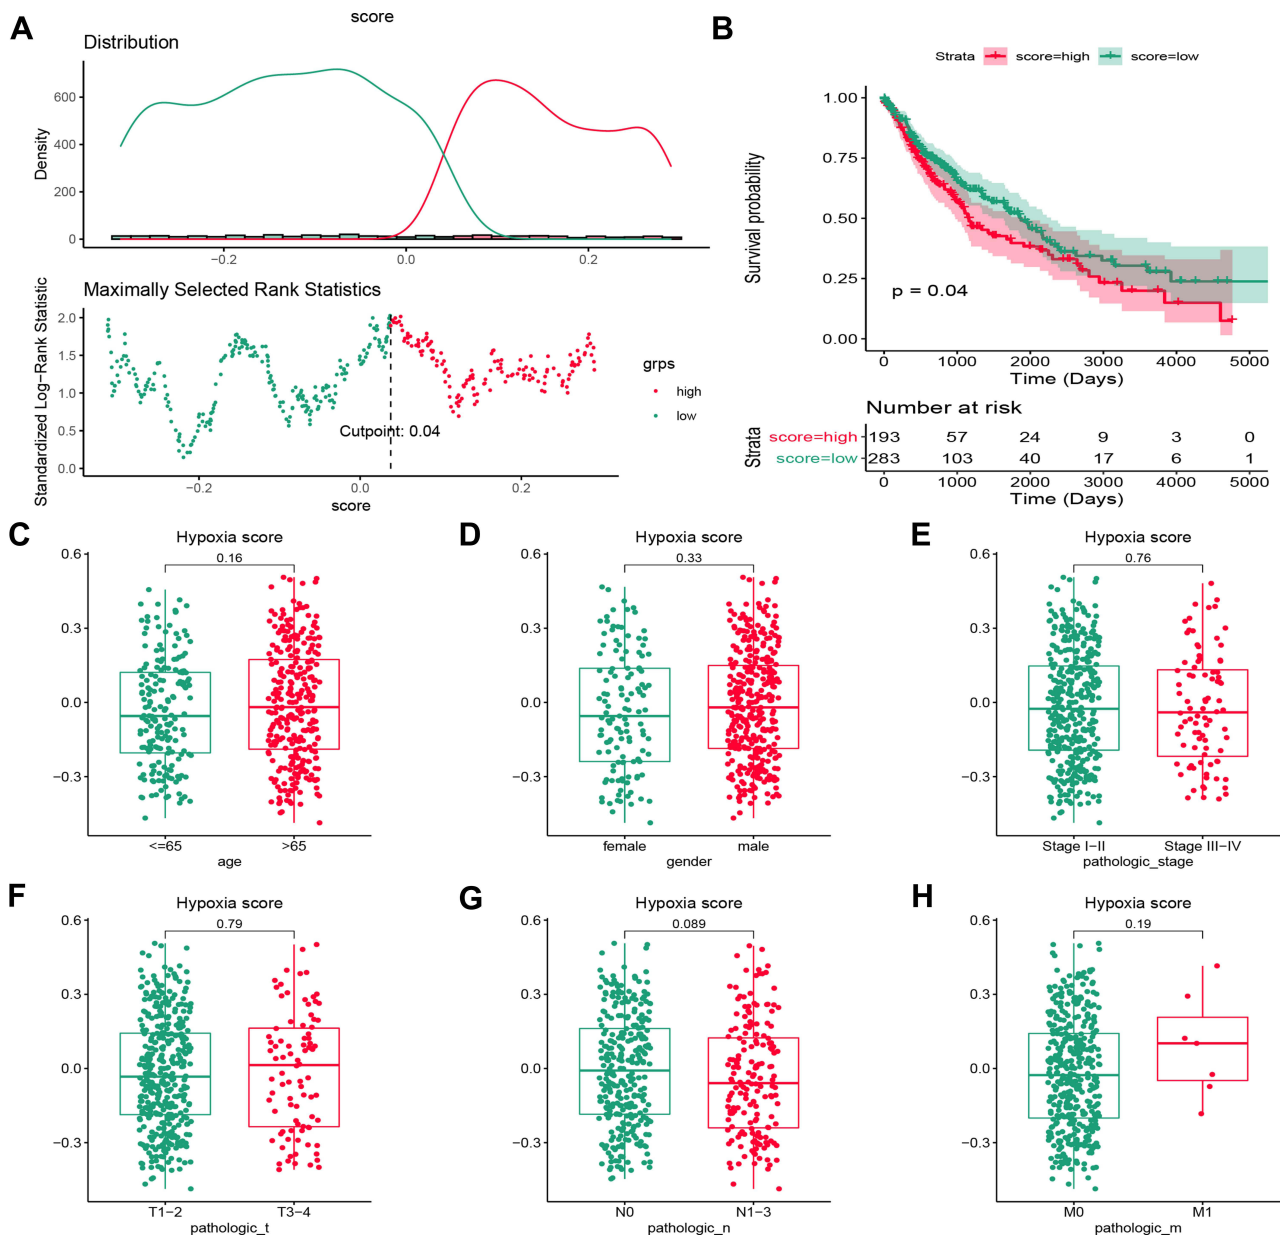 A
score
Distribution
Density
600
400
200
0
−0.2
0.0
0.2
Maximally Selected Rank Statistics
Standardized Log−Rank Statistic
2.0
1.5
1.0
0.5
0.0
Cutpoint: 0.04
−0.2
0.0
0.2
score
grps
high
low
B
Strata
score=high
score=low
Survival probability
1.00
0.75
0.50
0.25
0.00
p = 0.04
0
1000
2000
3000
4000
5000
Time (Days)
Number at risk
Strata
score=high
193
57
24
9
3
0
score=low
283
103
40
17
6
1
0
1000
2000
3000
4000
5000
Time (Days)
C
Hypoxia score
0.16
0.6
0.3
0.0
−0.3
<=65
>65
age
D
Hypoxia score
0.33
0.6
0.3
0.0
−0.3
female
male
gender
E
Hypoxia score
0.76
0.6
0.3
0.0
−0.3
Stage I−II
Stage III−IV
pathologic_stage
F
Hypoxia score
0.79
0.6
0.3
0.0
−0.3
T1−2
T3−4
pathologic_t
G
Hypoxia score
0.089
0.6
0.3
0.0
−0.3
N0
N1−3
pathologic_n
H
Hypoxia score
0.19
0.6
0.3
0.0
−0.3
M0
M1
pathologic_m